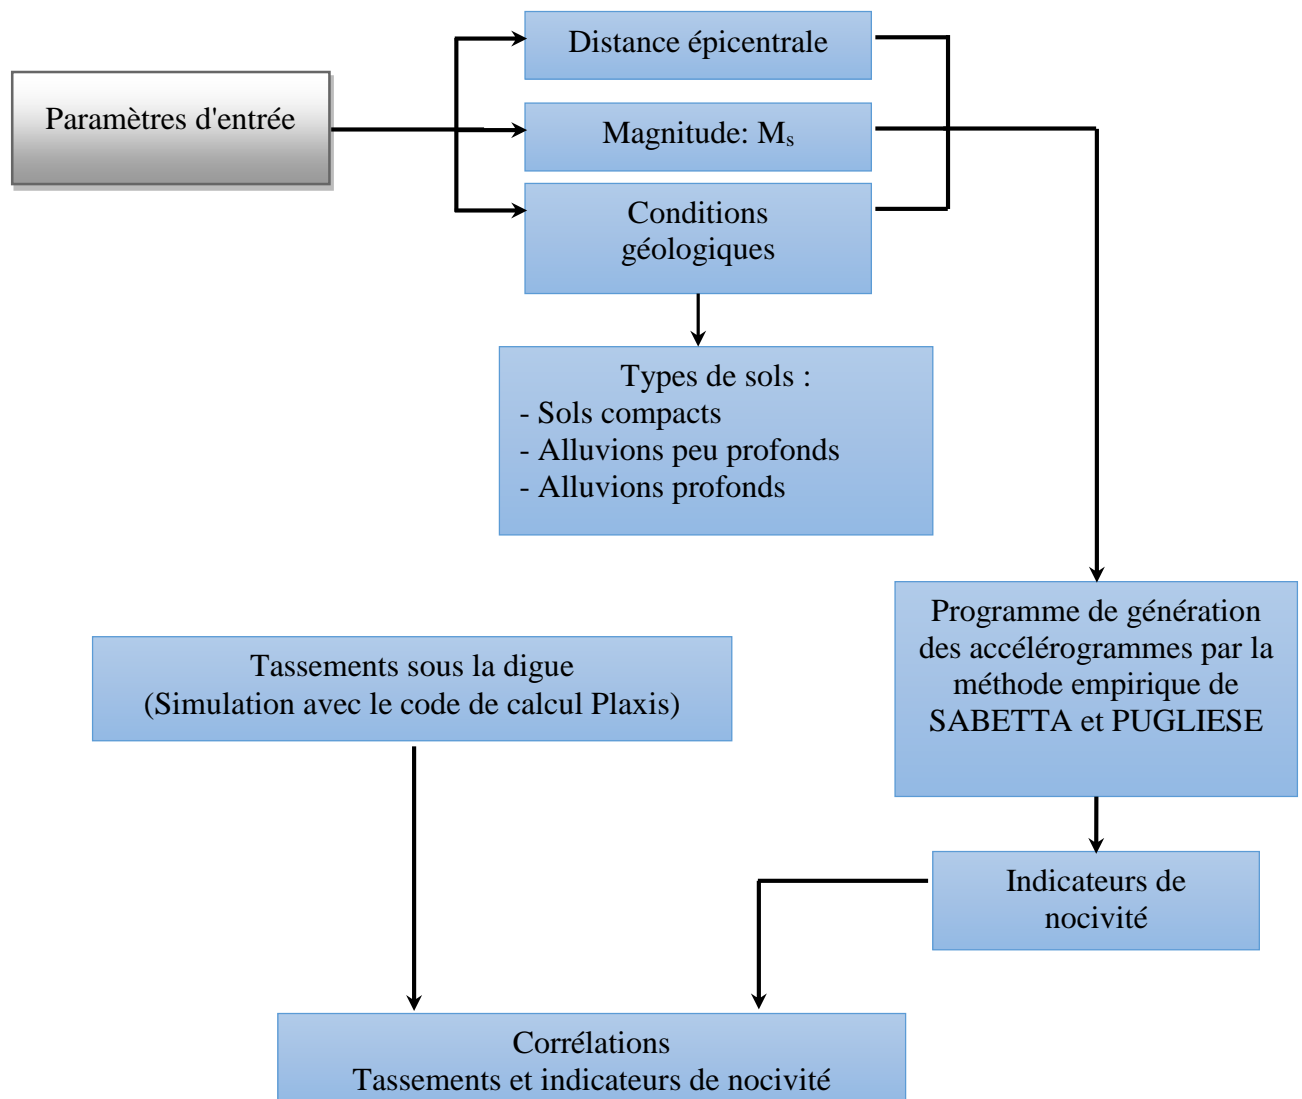 Distance épicentrale
Paramètres d'entrée
Magnitude: Ms
Conditions
géologiques
Types de sols :
- Sols compacts
- Alluvions peu profonds
- Alluvions profonds
Programme de génération
des accélérogrammes par la
méthode empirique de
SABETTA et PUGLIESE
Tassements sous la digue
(Simulation avec le code de calcul Plaxis)
Indicateurs de
nocivité
Corrélations
Tassements et indicateurs de nocivité